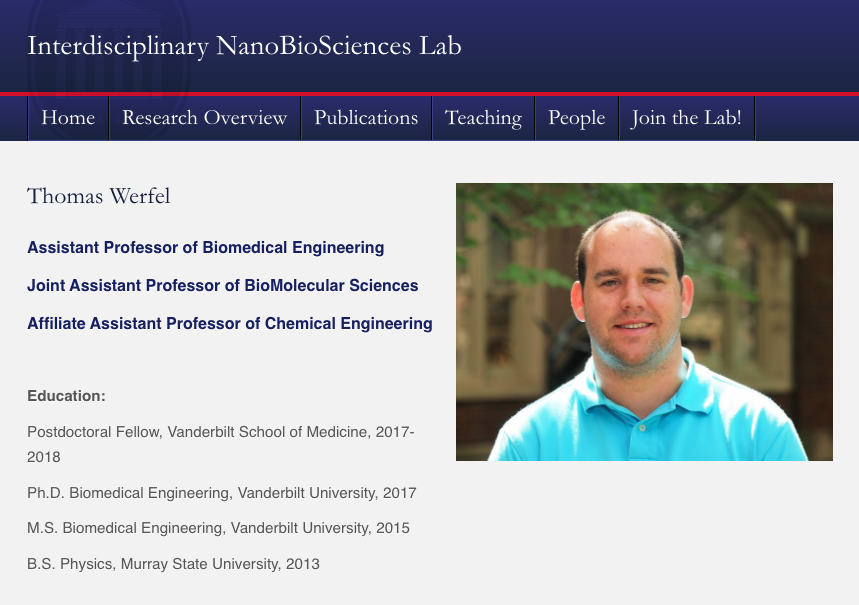 Interdisciplinary NanoBioSciences Lab
Home Research Overview Publications Teaching People Join the Lab!
Thomas Werfel
Assistant Professor of Biomedical Engineering
Joint Assistant Professor of BioMolecular Sciences
Affiliate Assistant Professor of Chemical Engineering
Education:
Postdoctoral Fellow, Vanderbilt School of Medicine, 2017-
2018
Ph.D. Biomedical Engineering, Vanderbilt University, 2017
M.S. Biomedical Engineering, Vanderbilt University, 2015
B.S. Physics, Murray State University, 2013